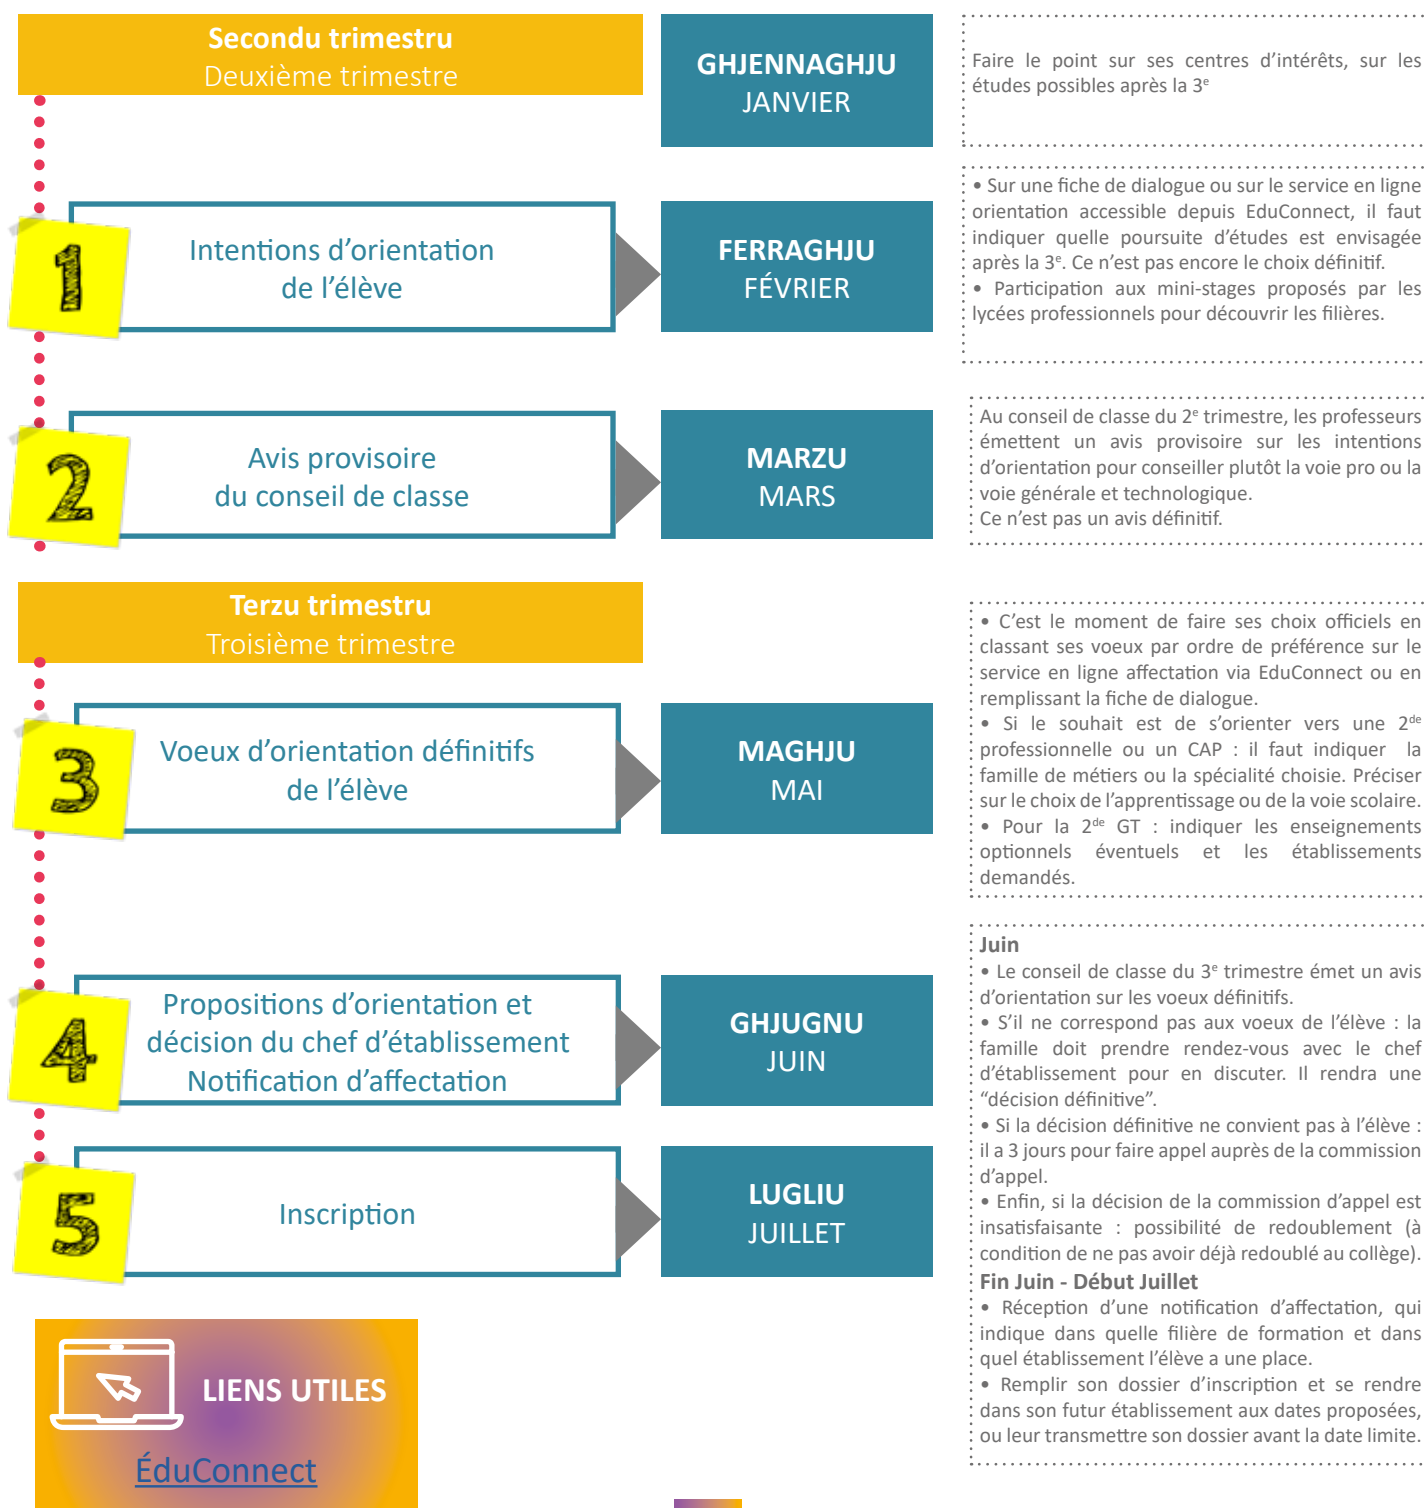 Secondu trimestru
Deuxième trimestre
GHJENNAGHJU
JANVIER
Faire le point sur ses centres d’intérêts, sur les
études possibles après la 3e
1
Intentions d’orientation
de l’élève
FERRAGHJU
FÉVRIER
• Sur une fiche de dialogue ou sur le service en ligne
orientation accessible depuis EduConnect, il faut
indiquer quelle poursuite d’études est envisagée
après la 3e. Ce n’est pas encore le choix définitif.
• Participation aux mini-stages proposés par les
lycées professionnels pour découvrir les filières.
2
Avis provisoire
du conseil de classe
MARZU
MARS
Au conseil de classe du 2e trimestre, les professeurs
émettent un avis provisoire sur les intentions
d’orientation pour conseiller plutôt la voie pro ou la
voie générale et technologique.
Ce n’est pas un avis définitif.
Terzu trimestru
Troisième trimestre
3
Voeux d’orientation définitifs
de l’élève
MAGHJU
MAI
• C’est le moment de faire ses choix officiels en
classant ses voeux par ordre de préférence sur le
service en ligne affectation via EduConnect ou en
remplissant la fiche de dialogue.
• Si le souhait est de s’orienter vers une 2de
professionnelle ou un CAP : il faut indiquer la
famille de métiers ou la spécialité choisie. Préciser
sur le choix de l’apprentissage ou de la voie scolaire.
• Pour la 2de GT : indiquer les enseignements
optionnels éventuels et les établissements
demandés.
4
Propositions d’orientation et
décision du chef d’établissement
Notification d’affectation
GHJUGNU
JUIN
5
Inscription
LUGLIU
JUILLET
Juin
• Le conseil de classe du 3e trimestre émet un avis
d’orientation sur les voeux définitifs.
• S’il ne correspond pas aux voeux de l’élève : la
famille doit prendre rendez-vous avec le chef
d’établissement pour en discuter. Il rendra une
“décision définitive”.
• Si la décision définitive ne convient pas à l’élève :
il a 3 jours pour faire appel auprès de la commission
d’appel.
• Enfin, si la décision de la commission d’appel est
insatisfaisante : possibilité de redoublement (à
condition de ne pas avoir déjà redoublé au collège).
Fin Juin - Début Juillet
• Réception d’une notification d’affectation, qui
indique dans quelle filière de formation et dans
quel établissement l’élève a une place.
• Remplir son dossier d’inscription et se rendre
dans son futur établissement aux dates proposées,
ou leur transmettre son dossier avant la date limite.
LIENS UTILES
ÉduConnect